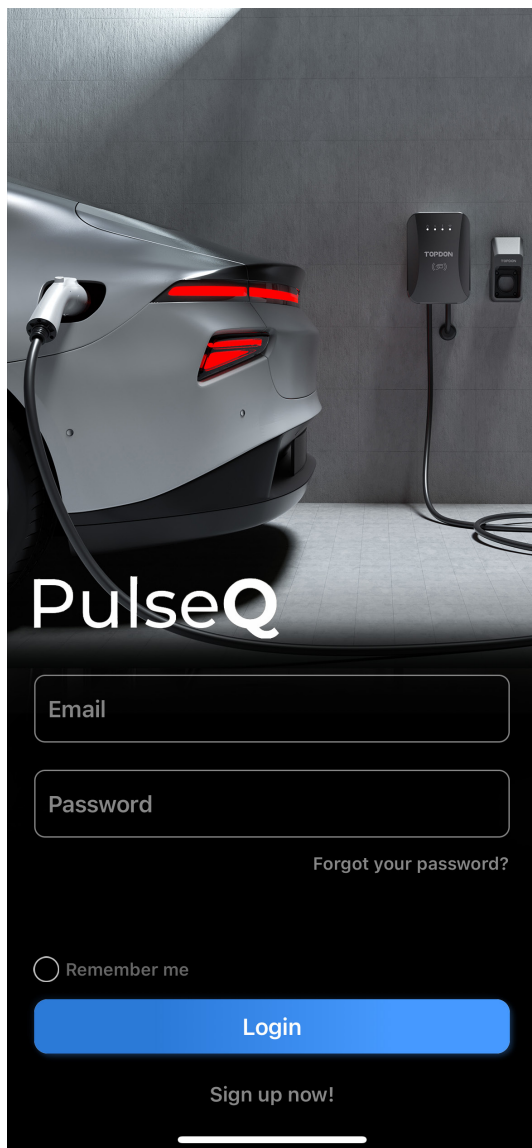 TOPDON
TOPDON
PulseQ
Email
Password
Forgot your password?
Remember me
Login
Sign up now!